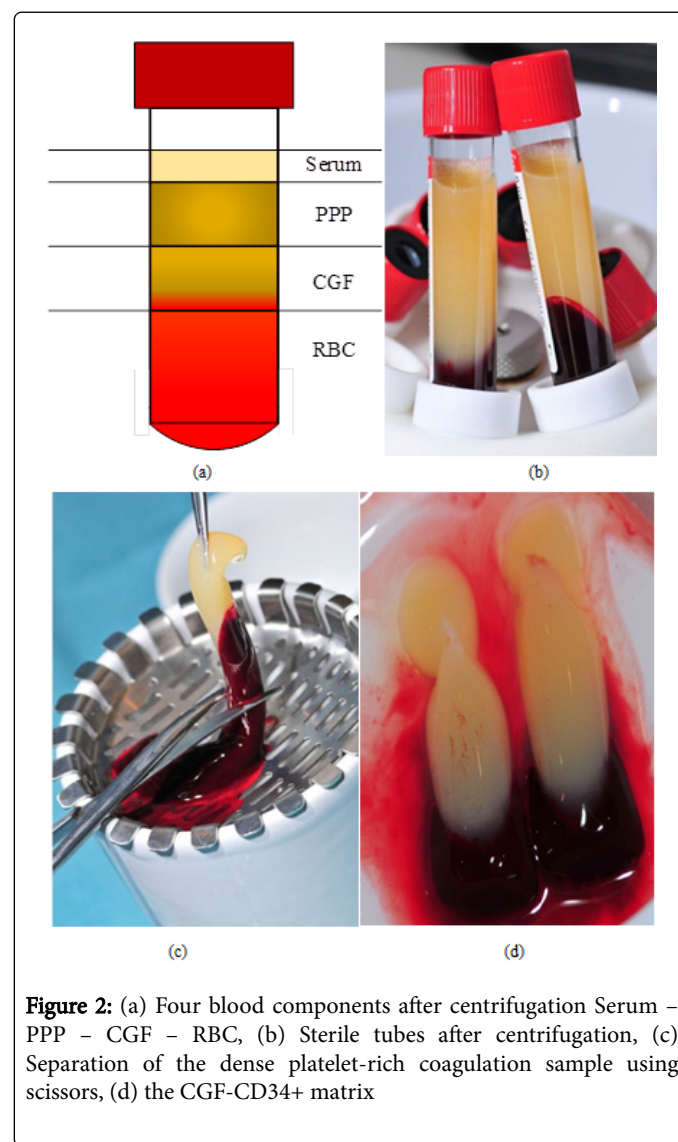 Serum
PPP
CGF
RBC
(a)
(b)
(c)
(d)
Figure 2: (a) Four blood components after centrifugation Serum –
PPP – CGF – RBC, (b) Sterile tubes after centrifugation, (c)
Separation of the dense platelet-rich coagulation sample using
scissors, (d) the CGF-CD34+ matrix